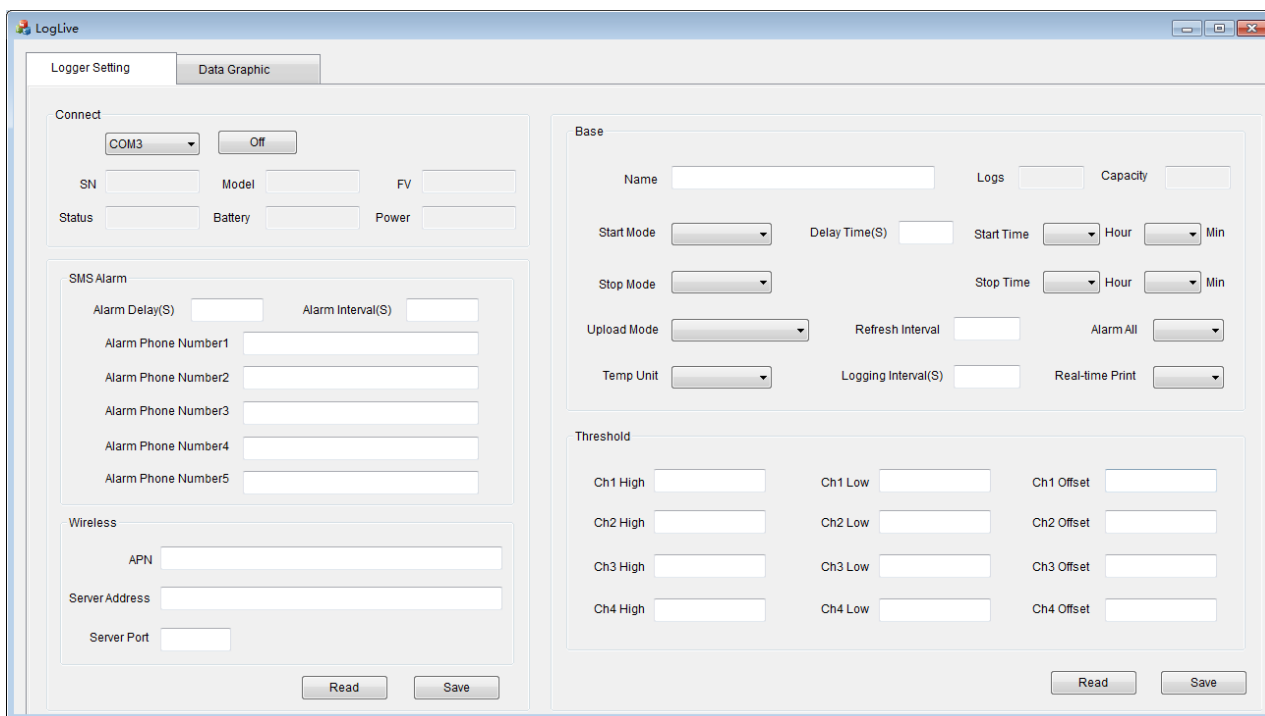 LogLive
Logger Setting Data Graphic
Connect
COM3 Off
SN Model FV
Status Battery Power
SMS Alarm
Alarm Delay(S) Alarm Interval(S)
Alarm Phone Number1
Alarm Phone Number2
Alarm Phone Number3
Alarm Phone Number4
Alarm Phone Number5
Wireless
APN
Server Address
Server Port
Read Save
Base
Name Logs Capacity
Start Mode Delay Time(S) Start Time Hour Min
Stop Mode Stop Time Hour Min
Upload Mode Refresh Interval Alarm All
Temp Unit Logging Interval(S) Real-time Print
Threshold
Ch1 High Ch1 Low Ch1 Offset
Ch2 High Ch2 Low Ch2 Offset
Ch3 High Ch3 Low Ch3 Offset
Ch4 High Ch4 Low Ch4 Offset
Read Save